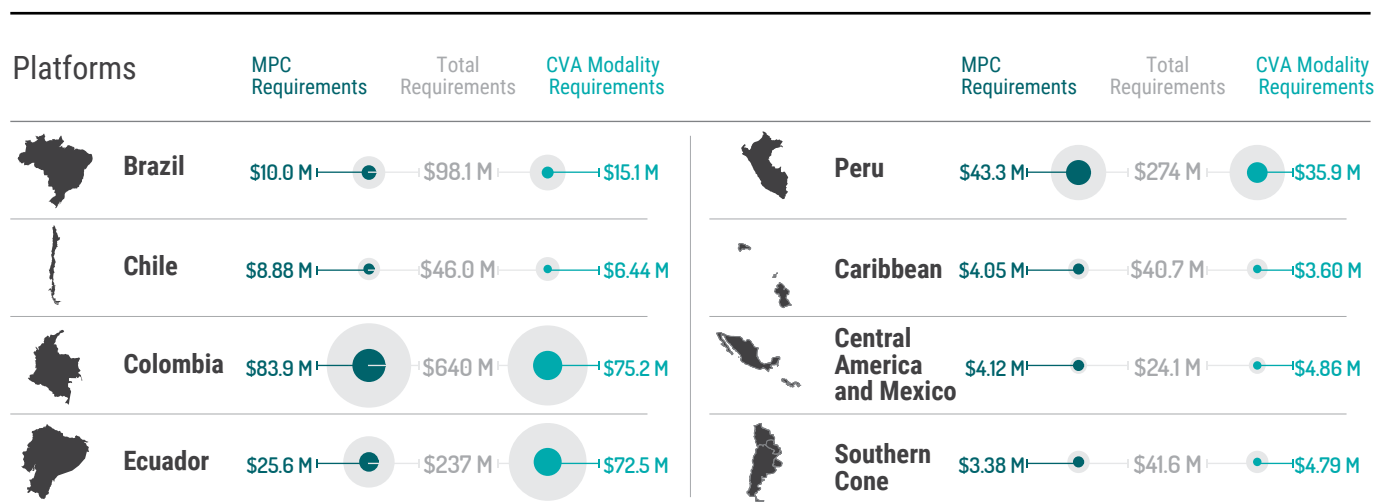 Platforms
MPC
Requirements
Total
Requirements
CVA Modality
Requirements
MPC
Requirements
Total
Requirements
CVA Modality
Requirements
Brazil
$10.0 M
$98.1 M
$15.1 M
Chile
$8.88 M
$46.0 M
$6.44 M
Colombia
$83.9 M
$640 M
$75.2 M
Ecuador
$25.6 M
$237 M
$72.5 M
Peru
$43.3 M
$274 M
$35.9 M
Caribbean
$4.05 M
$40.7 M
$3.60 M
Central
America
and Mexico
$4.12 M
$24.1 M
$4.86 M
Southern
Cone
$3.38 M
$41.6 M
$4.79 M